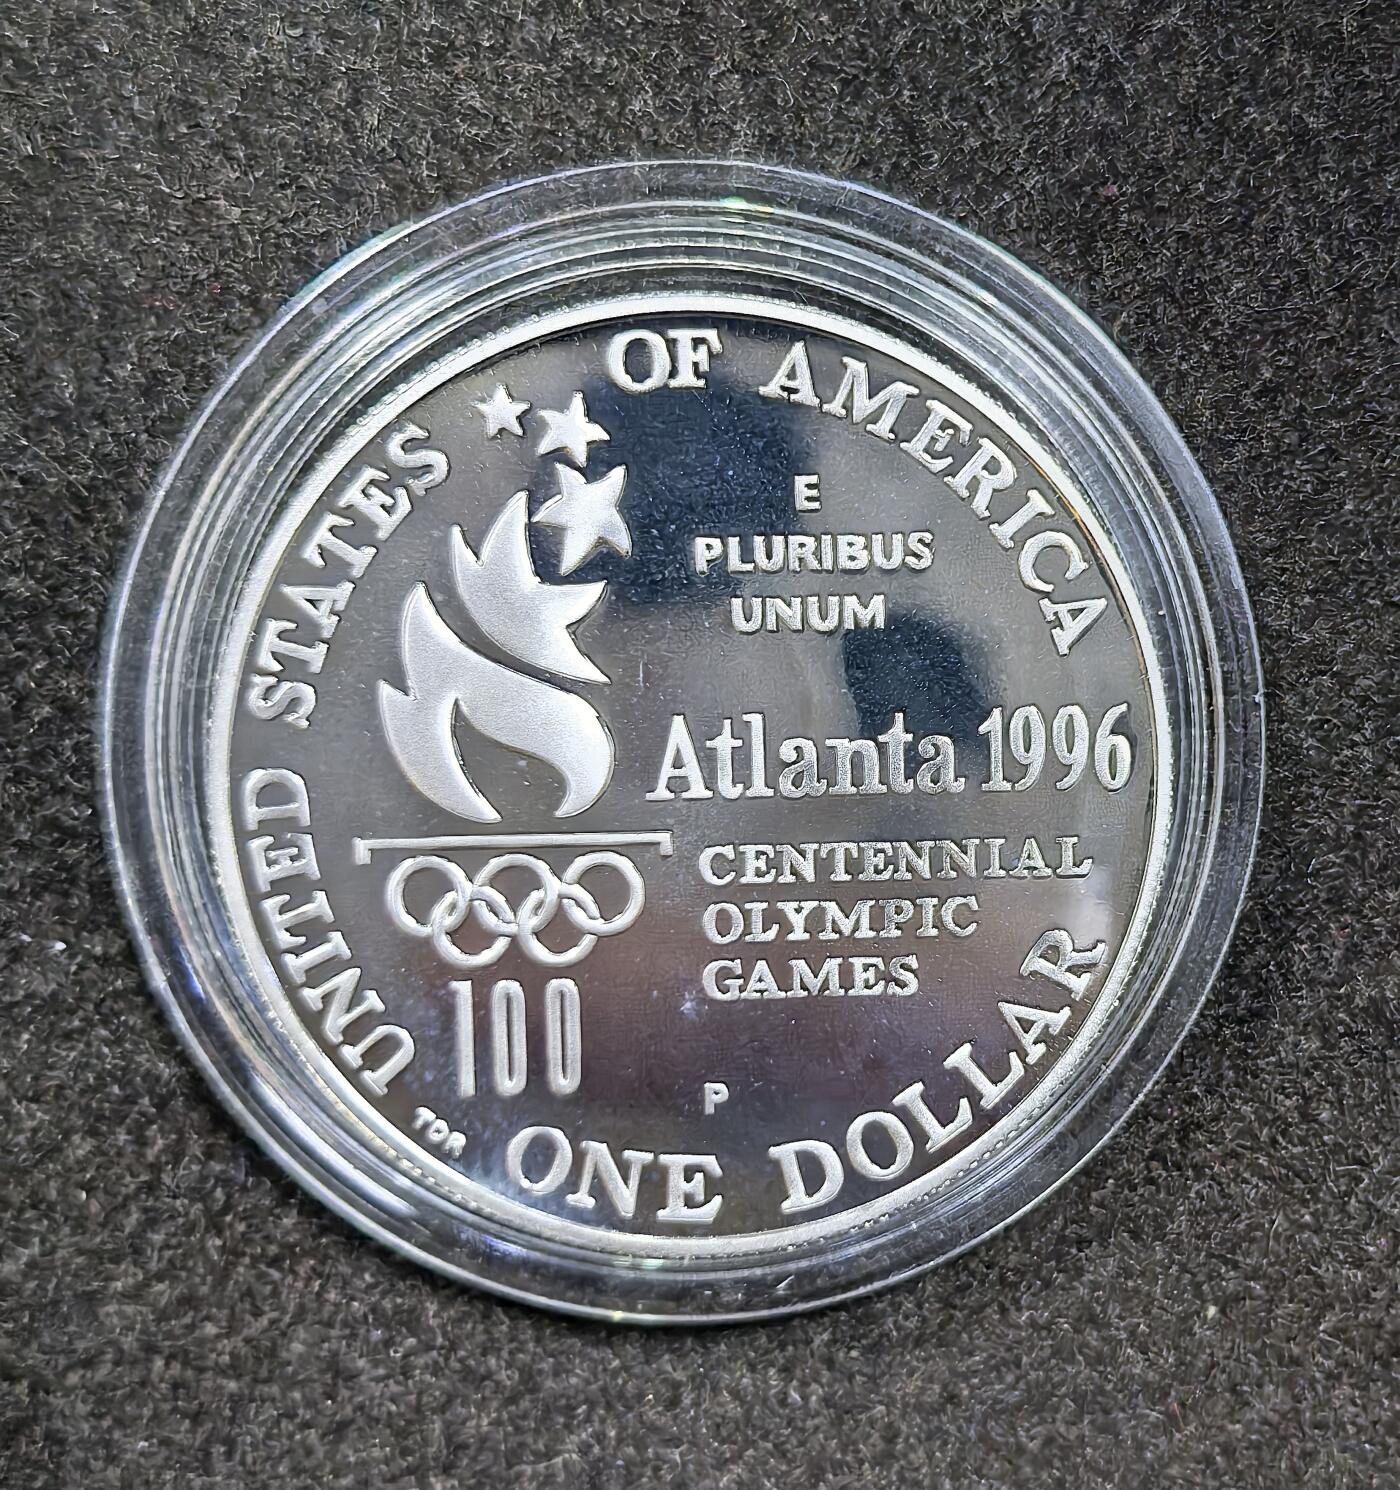 UNITED STATES OF AMERICA
E
PLURIBUS
UNUM
Atlanta 1996
CENTENNIAL
OLYMPIC
GAMES
100
P
TDR
ONE DOLLAR